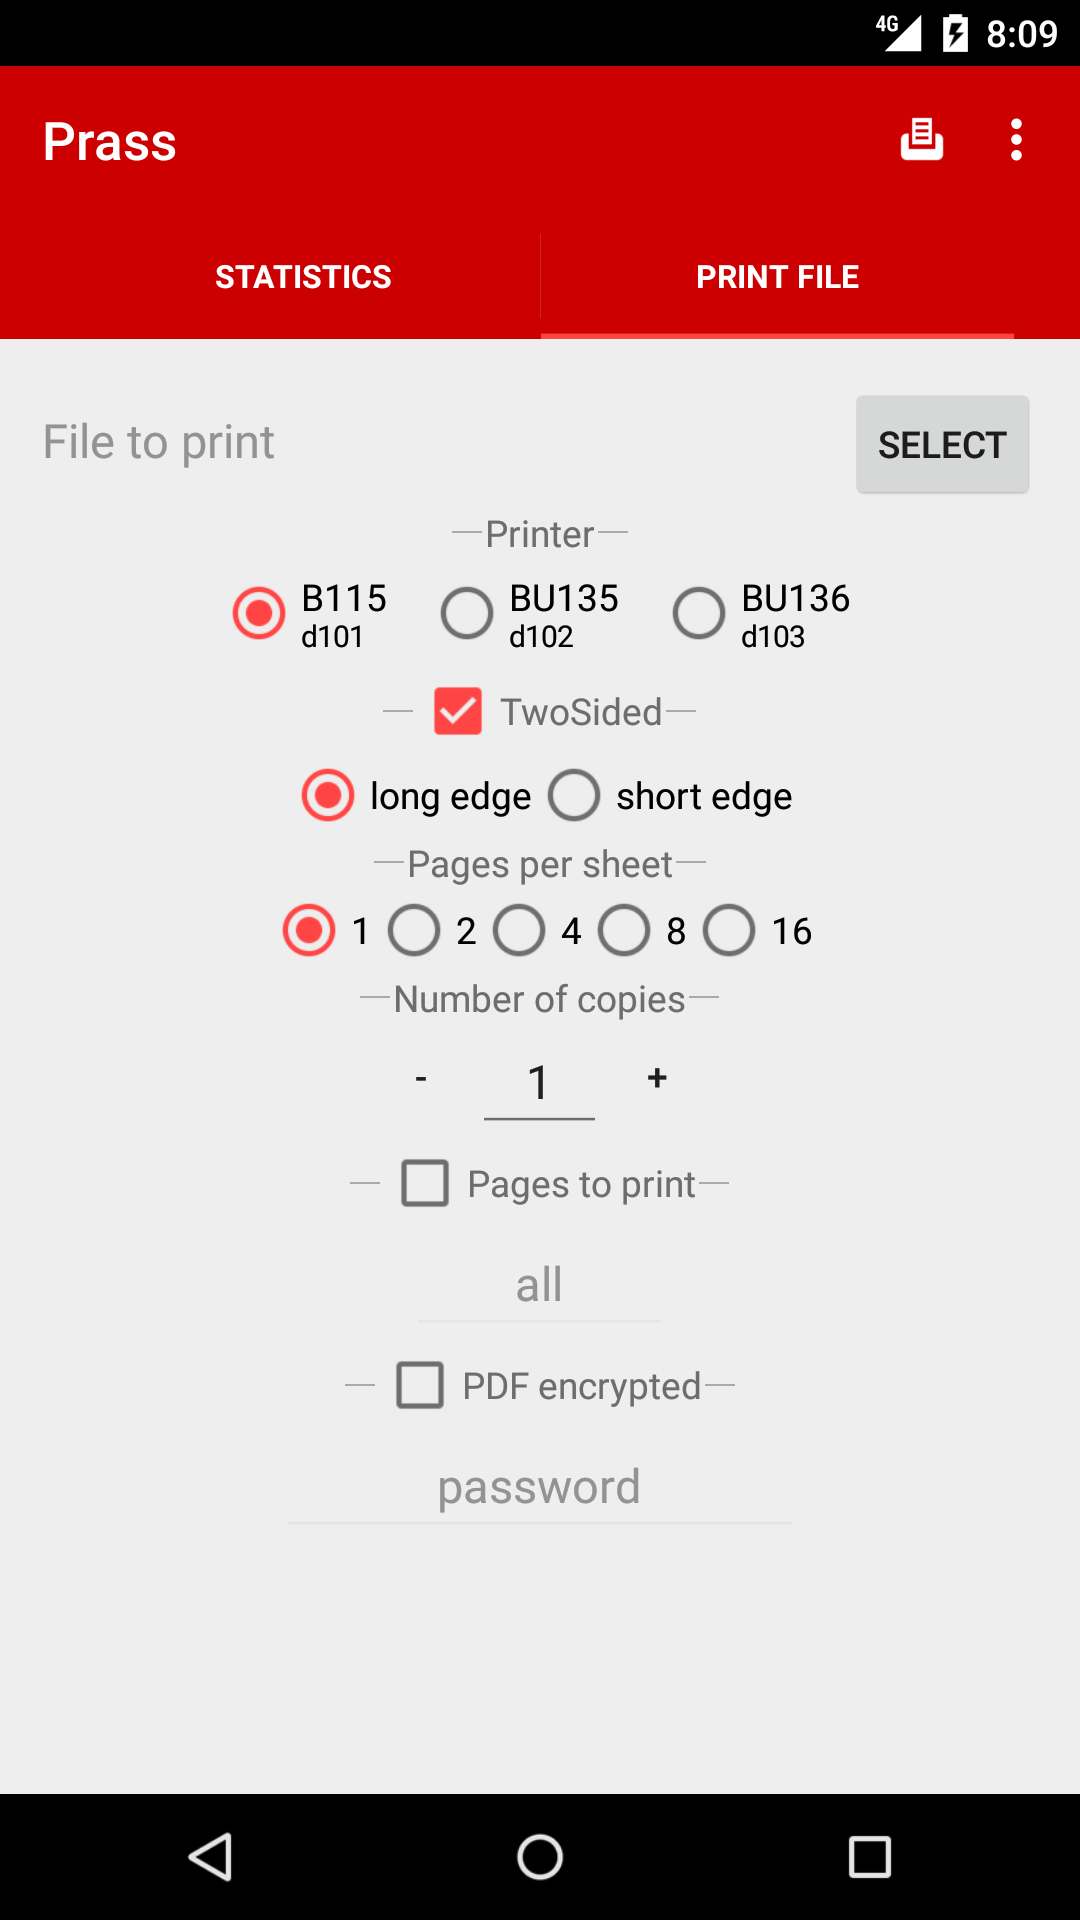 4G 8:09
Prass
STATISTICS PRINT FILE
File to print SELECT
Printer
B115 BU135 BU136
d101 d102 d103
TwoSided
long edge short edge
Pages per sheet
1 2 4 8 16
Number of copies
- 1 +
Pages to print
all
PDF encrypted
password